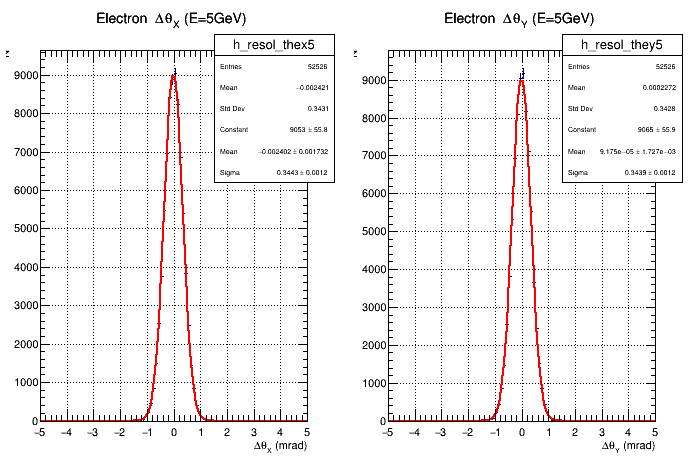 Electron Δθ_X (E=5GeV)
h_resol_thex5
Entries 52526
Mean −0.002421
Std Dev 0.3431
Constant 9053 ± 55.8
Mean −0.002402 ± 0.001732
Sigma 0.3443 ± 0.0012
9000
8000
7000
6000
5000
4000
3000
2000
1000
0
−5 −4 −3 −2 −1 0 1 2 3 4 5
Δθ_X (mrad)
Electron Δθ_Y (E=5GeV)
h_resol_they5
Entries 52526
Mean 0.0002272
Std Dev 0.3428
Constant 9065 ± 55.9
Mean 9.175e−05 ± 1.727e−03
Sigma 0.3439 ± 0.0012
9000
8000
7000
6000
5000
4000
3000
2000
1000
0
−5 −4 −3 −2 −1 0 1 2 3 4 5
Δθ_Y (mrad)